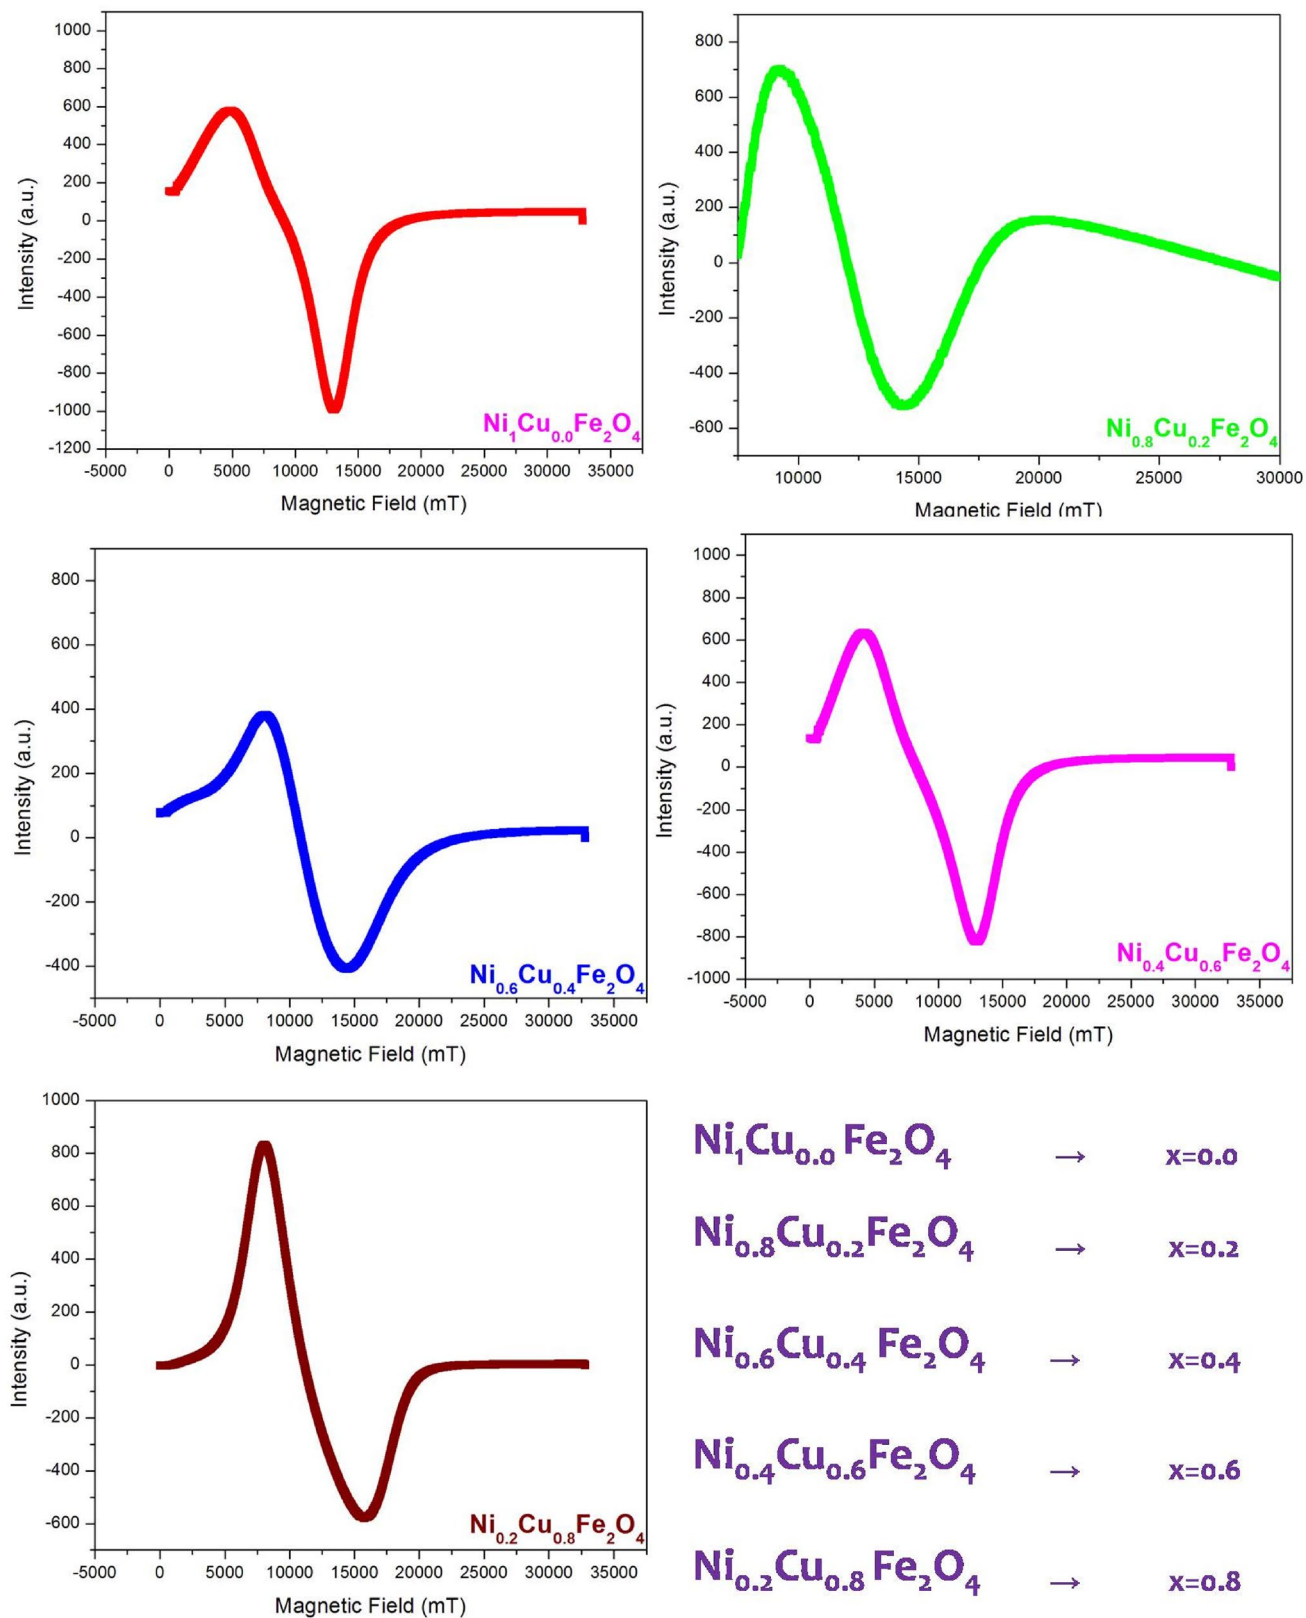 1000
800
600
400
200
0
-200
-400
-600
-800
-1000
-1200
Intensity (a.u.)
-5000 0 5000 10000 15000 20000 25000 30000 35000
Magnetic Field (mT)
Ni1Cu0.0Fe2O4
800
600
400
200
0
-200
-400
-600
Intensity (a.u.)
10000 15000 20000 25000 30000
Magnetic Field (mT)
Ni0.8Cu0.2Fe2O4
800
600
400
200
0
-200
-400
Intensity (a.u.)
-5000 0 5000 10000 15000 20000 25000 30000 35000
Magnetic Field (mT)
Ni0.6Cu0.4Fe2O4
1000
800
600
400
200
0
-200
-400
-600
-800
-1000
Intensity (a.u.)
-5000 0 5000 10000 15000 20000 25000 30000 35000
Magnetic Field (mT)
Ni0.4Cu0.6Fe2O4
1000
800
600
400
200
0
-200
-400
-600
Intensity (a.u.)
-5000 0 5000 10000 15000 20000 25000 30000 35000
Magnetic Field (mT)
Ni0.2Cu0.8Fe2O4
Ni1Cu0.0 Fe2O4 → x=0.0
Ni0.8Cu0.2Fe2O4 → x=0.2
Ni0.6Cu0.4 Fe2O4 → x=0.4
Ni0.4Cu0.6Fe2O4 → x=0.6
Ni0.2Cu0.8 Fe2O4 → x=0.8